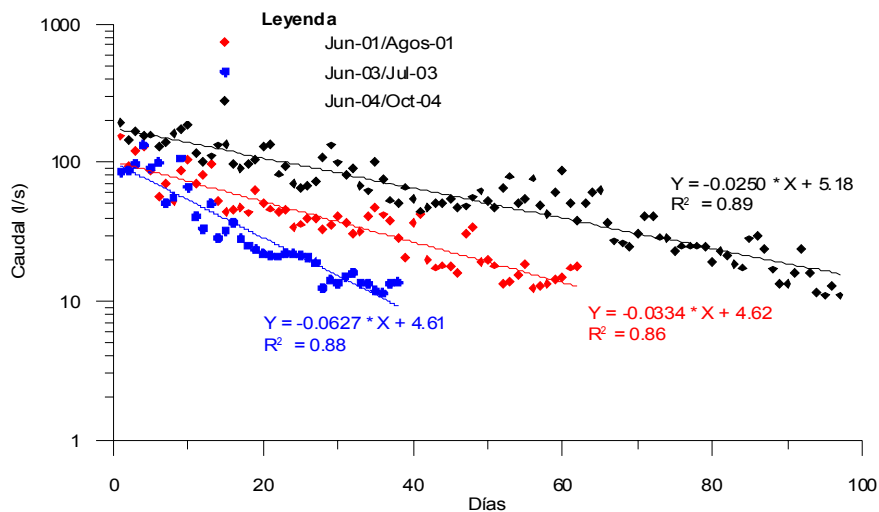 Leyenda
Jun-01/Agos-01
Jun-03/Jul-03
Jun-04/Oct-04
Caudal (l/s)
1000
100
10
1
Y = -0.0250 * X + 5.18
R² = 0.89
Y = -0.0334 * X + 4.62
R² = 0.86
Y = -0.0627 * X + 4.61
R² = 0.88
0 20 40 60 80 100
Días